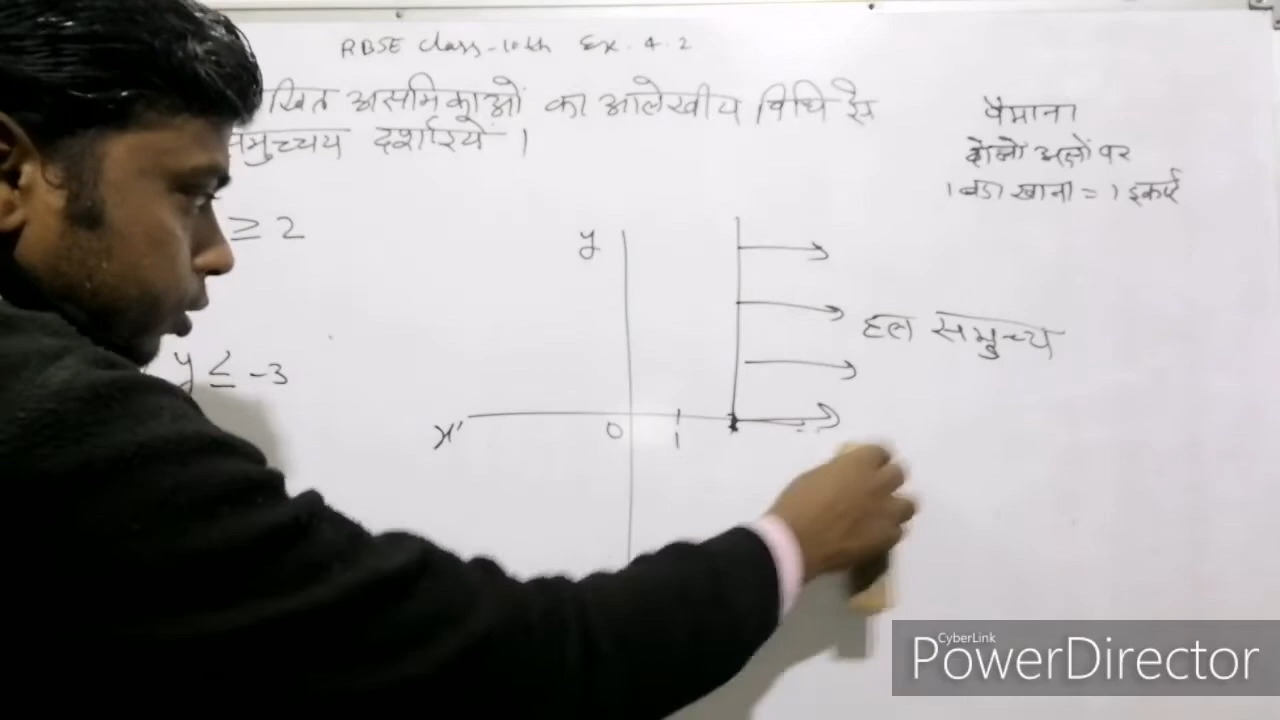 RBSE Class-10th Ex. 4.2
असमिकाओं का आलेखीय विधि से
समुच्चय दर्शाइये ।
पैमाना
दोनो अक्षों पर
1 बडा खाना = 1 इकाई
≥ 2
y
हल समुच्चय
y ≤ -3
x' 0 1
CyberLink
PowerDirector